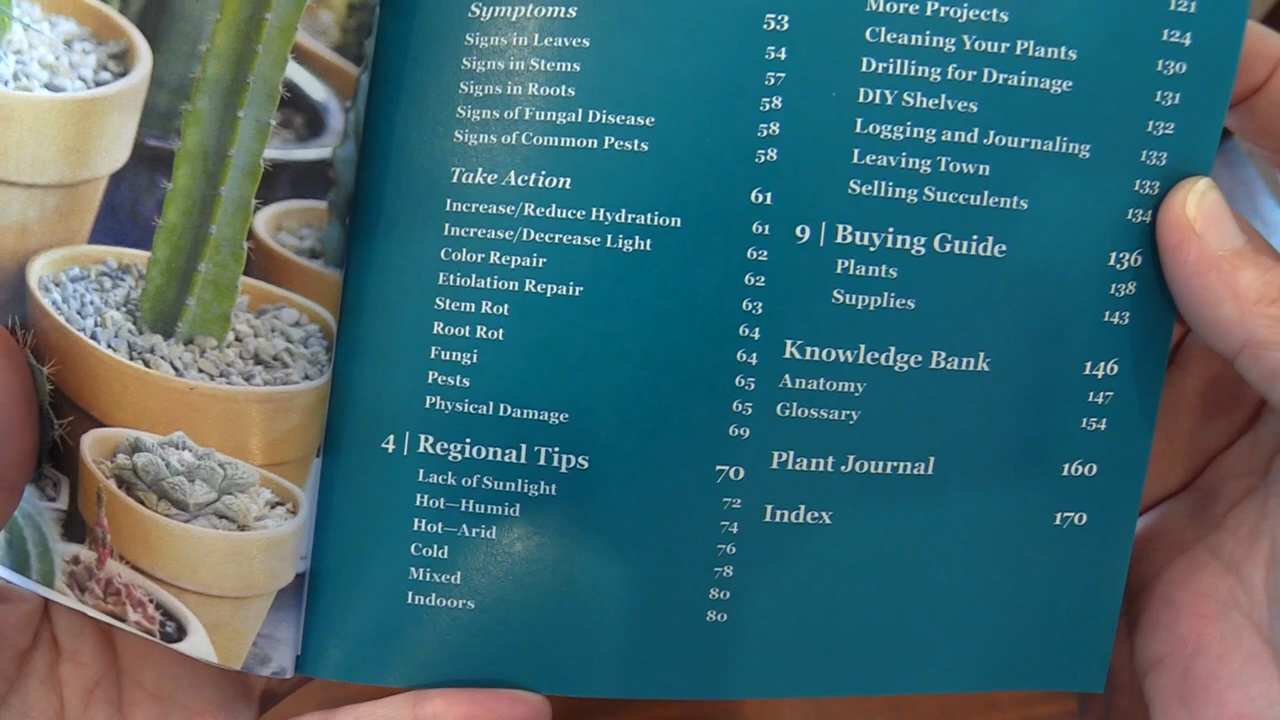 Symptoms 53
Signs in Leaves 54
Signs in Stems 57
Signs in Roots 58
Signs of Fungal Disease 58
Signs of Common Pests 58
Take Action 61
Increase/Reduce Hydration 61
Increase/Decrease Light 62
Color Repair 62
Etiolation Repair 63
Stem Rot 64
Root Rot 64
Fungi 65
Pests 65
Physical Damage 69
4 | Regional Tips 70
Lack of Sunlight 72
Hot—Humid 74
Hot—Arid 76
Cold 78
Mixed 80
Indoors 80
121
More Projects 124
Cleaning Your Plants 130
Drilling for Drainage 131
DIY Shelves 132
Logging and Journaling 133
Leaving Town 133
Selling Succulents 134
9 | Buying Guide 136
Plants 138
Supplies 143
Knowledge Bank 146
Anatomy 147
Glossary 154
Plant Journal 160
Index 170